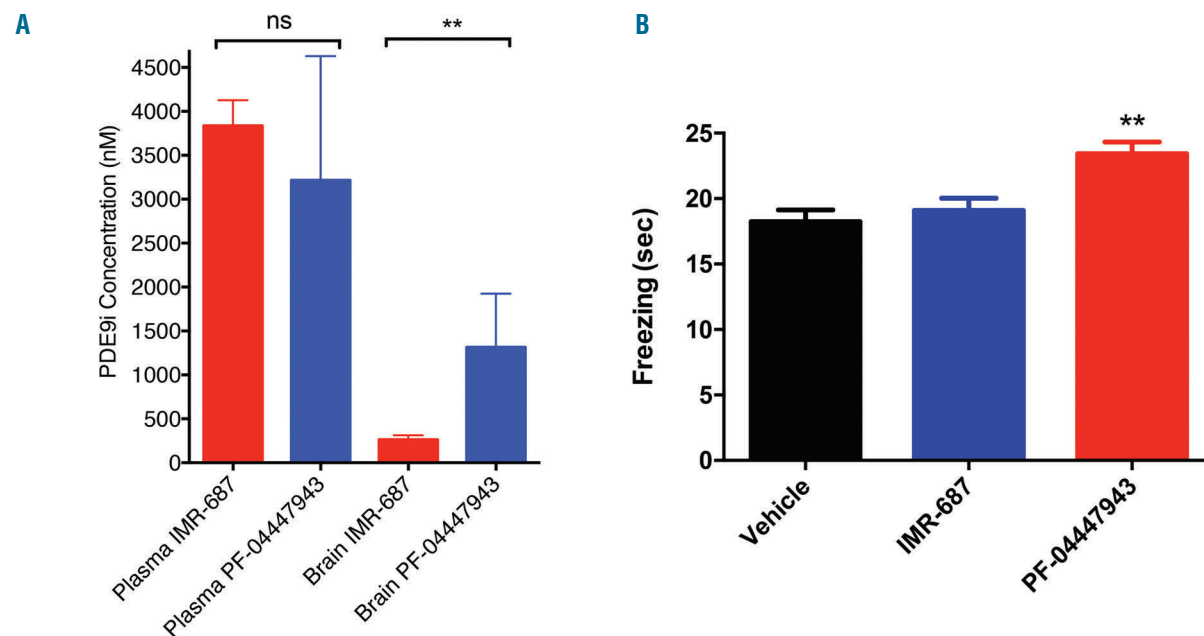 A
ns
**
PDE9i Concentration (nM)
4500
4000
3500
3000
2500
2000
1500
1000
500
0
Plasma IMR-687
Plasma PF-04447943
Brain IMR-687
Brain PF-04447943
B
**
Freezing (sec)
25
20
15
10
5
0
Vehicle
IMR-687
PF-04447943